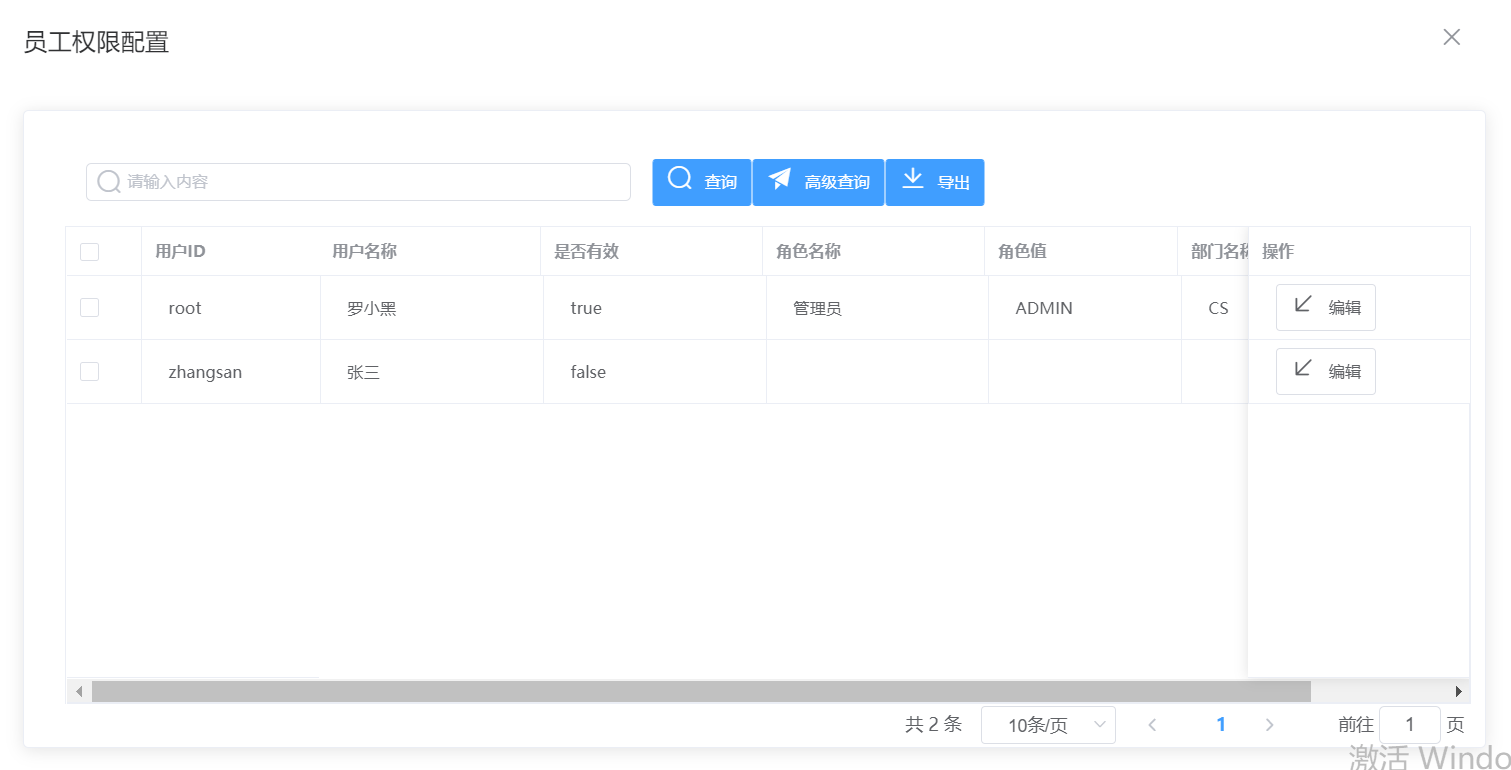 员工权限配置
请输入内容 查询 高级查询 导出
用户ID 用户名称 是否有效 角色名称 角色值 部门名称 操作
root 罗小黑 true 管理员 ADMIN CS 编辑
zhangsan 张三 false 编辑
共 2 条 10条/页 1 前往 1 页
激活 Windo